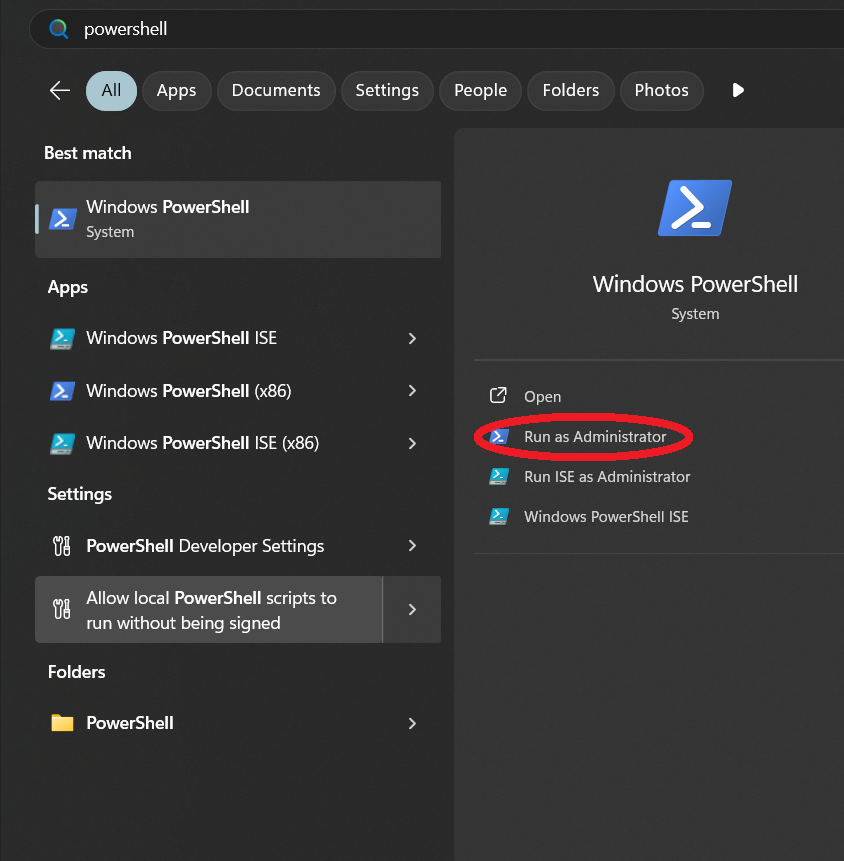 powershell
All
Apps
Documents
Settings
People
Folders
Photos
Best match
Windows PowerShell
System
Apps
Windows PowerShell ISE
Windows PowerShell (x86)
Windows PowerShell ISE (x86)
Settings
PowerShell Developer Settings
Allow local PowerShell scripts to
run without being signed
Folders
PowerShell
Windows PowerShell
System
Open
Run as Administrator
Run ISE as Administrator
Windows PowerShell ISE